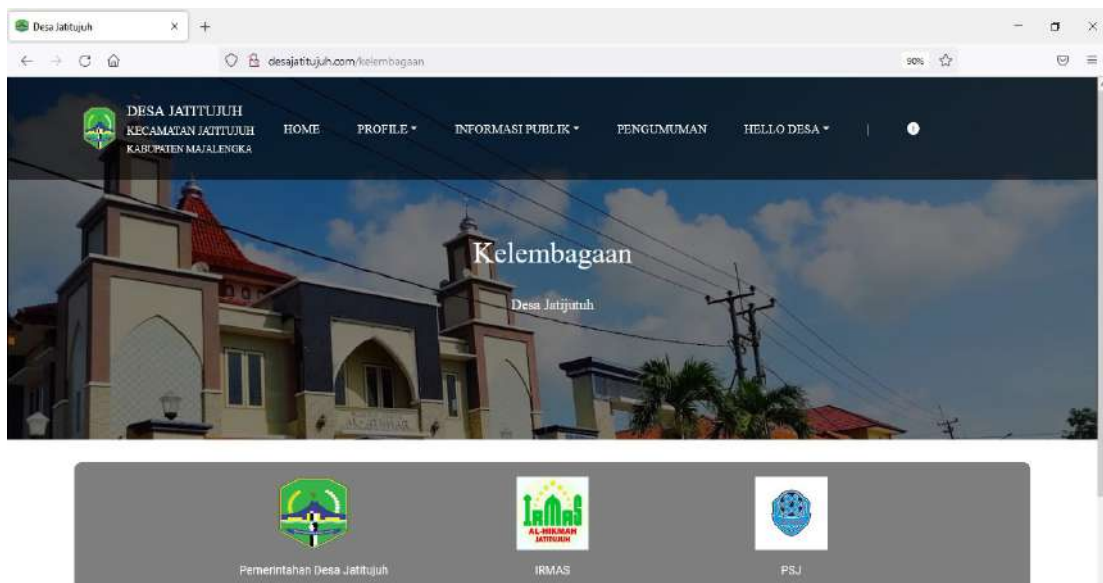 Desa Jatitujuh
desajatitujuh.com/kelembagaan
90%
DESA JATITUJUH
KECAMATAN JATITUJUH
KABUPATEN MAJALENGKA
HOME PROFILE INFORMASI PUBLIK PENGUMUMAN HELLO DESA |
Kelembagaan
Desa Jatijutuh
IRMAS
AL-HIKMAH
JATITUJUH
Pemerintahan Desa Jatitujuh IRMAS PSJ